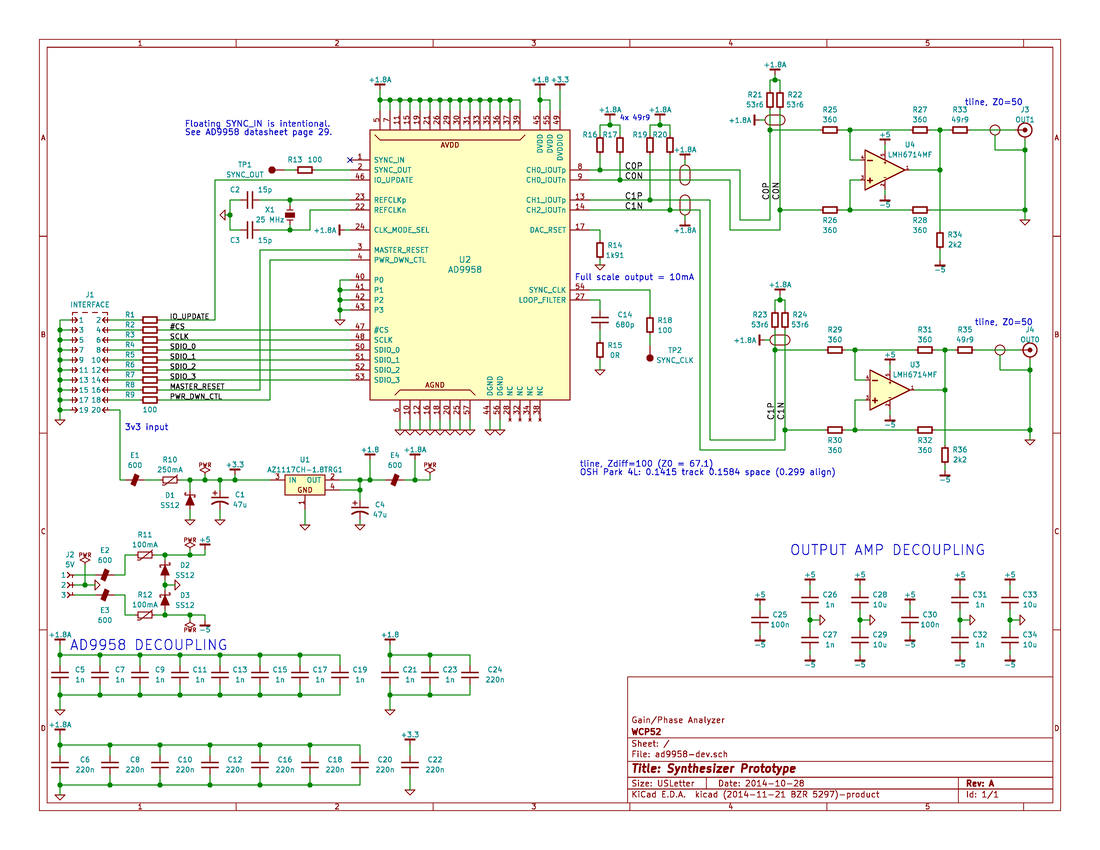 1 2 3 4 5
A A
B B
C C
D D
1 2 3 4 5
Floating SYNC_IN is intentional.
See AD9958 datasheet page 29.
+1.8A +1.8 +3.3
5 7 11 15 19 21 26 29 30 31 33 36 37 39 45 55 49
AVDD DVDD DVDD DVDDIO
1 SYNC_IN
2 SYNC_OUT
46 IO_UPDATE
23 REFCLKp
22 REFCLKn
24 CLK_MODE_SEL
3 MASTER_RESET
4 PWR_DWN_CTL
40 P0
41 P1
42 P2
43 P3
47 #CS
48 SCLK
50 SDIO_0
51 SDIO_1
52 SDIO_2
53 SDIO_3
U2
AD9958
CH0_IOUTp 8
CH0_IOUTn 9
CH1_IOUTp 13
CH2_IOUTn 14
DAC_RSET 17
SYNC_CLK 54
LOOP_FILTER 27
AGND DGND DGND NC NC NC NC
6 10 12 16 18 20 25 57 44 56 28 32 34 38
TP1
SYNC_OUT
R13 100
C2 15p
X1
25 MHz
C3 15p
+1.8A
J1
INTERFACE
1 2
3 4
5 6
7 8
9 10
11 12
13 14
15 16
17 18
19 20
R1 IO_UPDATE
R2 #CS
R3 SCLK
R4 SDIO_0
R5 SDIO_1
R6 SDIO_2
R7 SDIO_3
R8 MASTER_RESET
R9 PWR_DWN_CTL
100
3v3 input
+1.8A 4x 49r9 +1.8A
R16 R17 R19 R20
+1.8A
C0P
C0N
C1P
C1N
+1.8A
R14
1k91
Full scale output = 10mA
C14
680p
R15
0R
R18
100
TP2
SYNC_CLK
+1.8A
R21
53r6
R22
53r6
+1.8A
C0P
C0N
R25
360
R27
360
R33
49r9
tline, Z0=50
J3
OUT1
+5
U4
LMH6714MF
-5
R26
360
R28
360
R34
2k2
-5
+1.8A
R23
53r6
R24
53r6
+1.8A
C1P
C1N
R29
360
R31
360
R35
49r9
tline, Z0=50
J4
OUT0
+5
U3
LMH6714MF
-5
R30
360
R32
360
R36
2k2
-5
tline, Zdiff=100 (Z0 = 67.1)
OSH Park 4L: 0.1415 track 0.1584 space (0.299 align)
E1
600
R10
250mA
PWR
+3.3
D1
SS12
C1
47u
U1
AZ1117CH-1.8TRG1
3 IN OUT 2
4
GND
1
+1.8
C4
47u
E4
600
+1.8A
PWR
J2
5V
1
2
3
PWR
E2
600
E3
600
R11
100mA
R12
100mA
D2
SS12
D3
SS12
PWR
+5
PWR
-5
OUTPUT AMP DECOUPLING
C25
100n
+5
-5
C26
1n
C27
1n
+5
-5
C28
10u
C29
10u
+5
-5
C30
100n
+5
-5
C31
1n
C32
1n
+5
-5
C33
10u
C34
10u
+5
-5
AD9958 DECOUPLING
+1.8A
C5
1n
C7
1n
C9
1n
C11
1n
C13
1n
C15
1n
C17
1n
C19
1n
+1.8
C21
1n
C23
220n
C24
220n
+1.8A
C6
220n
C8
220n
C10
220n
C12
220n
C16
220n
C18
220n
C20
220n
+3.3
C22
220n
Gain/Phase Analyzer
WCP52
Sheet: /
File: ad9958-dev.sch
Title: Synthesizer Prototype
Size: USLetter Date: 2014-10-28 Rev: A
KiCad E.D.A. kicad (2014-11-21 BZR 5297)-product Id: 1/1